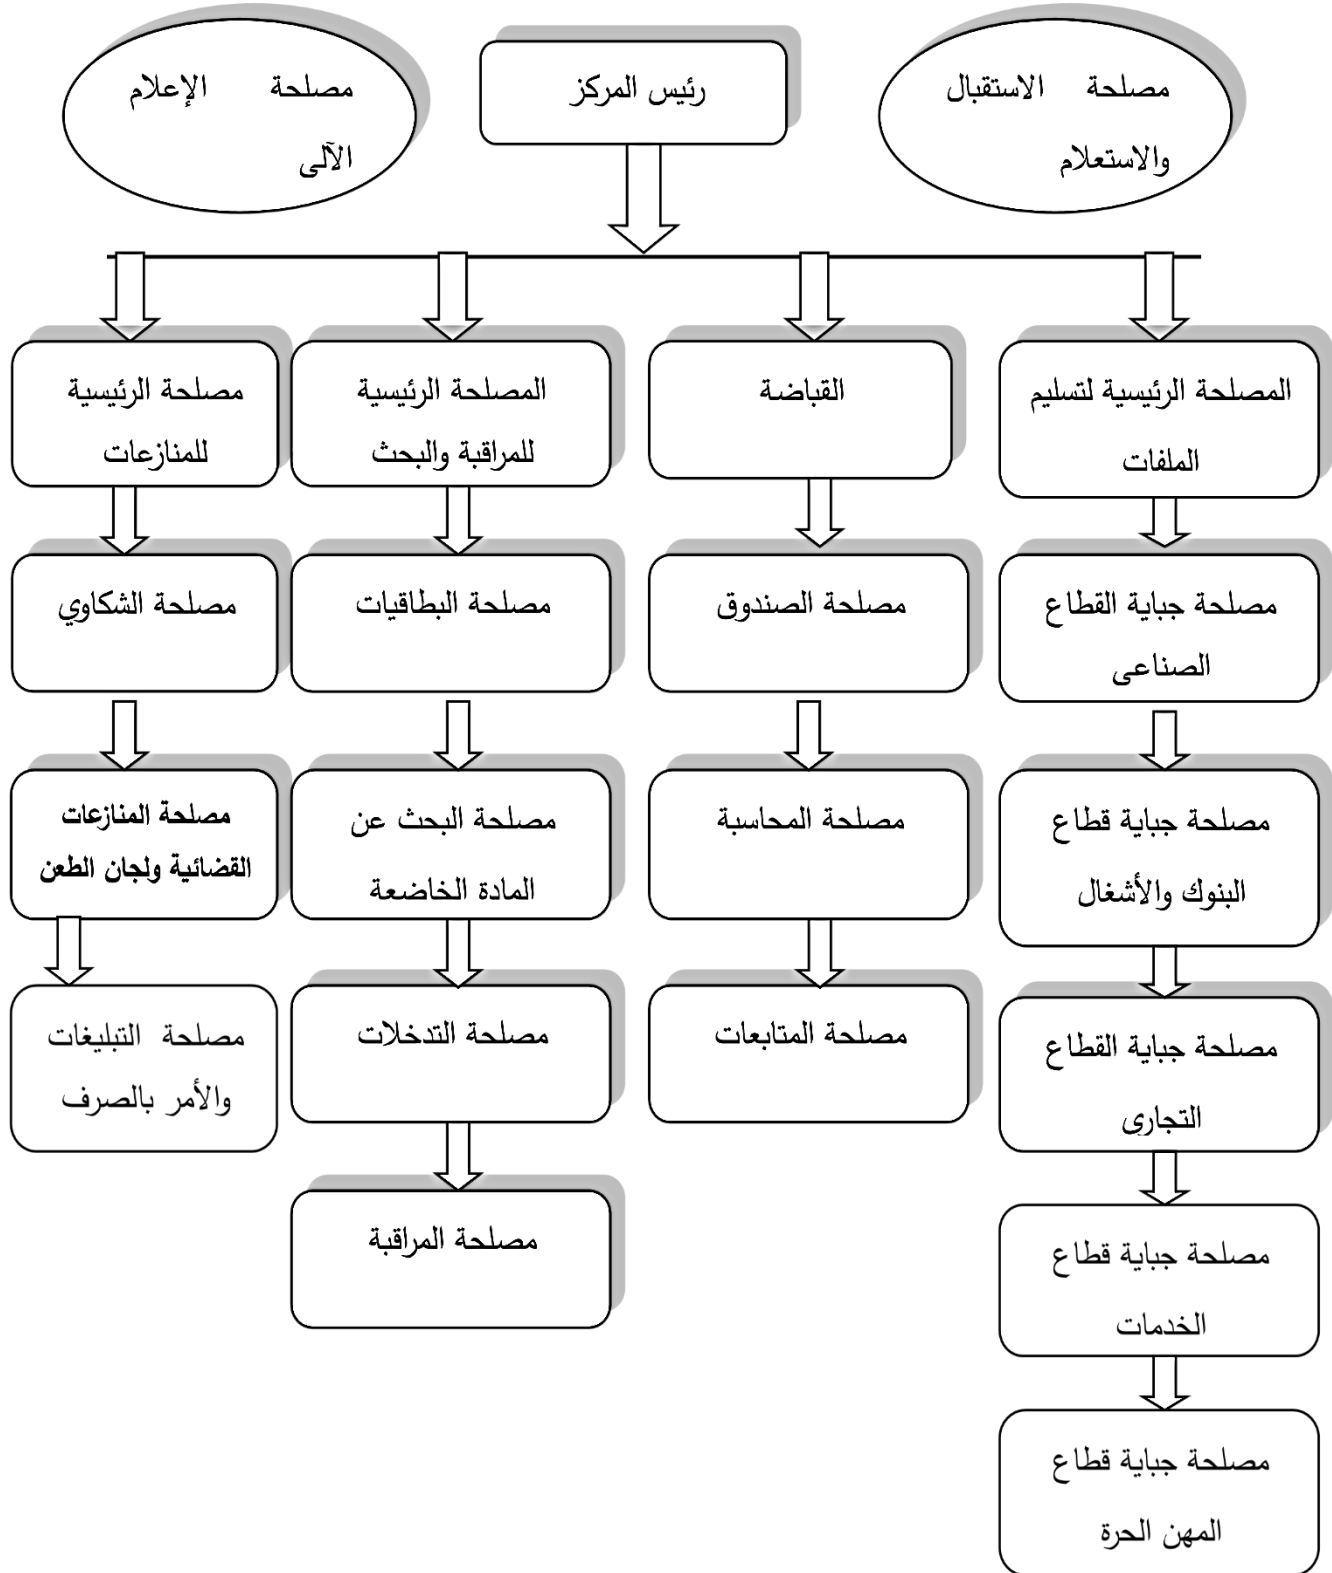 مصلحة الاستقبال
والاستعلام
رئيس المركز
مصلحة الإعلام
الآلى
المصلحة الرئيسية لتسليم
الملفات
القباضة
المصلحة الرئيسية
للمراقبة والبحث
مصلحة الرئيسية
للمنازعات
مصلحة جباية القطاع
الصناعى
مصلحة الصندوق
مصلحة البطاقيات
مصلحة الشكاوي
مصلحة جباية قطاع
البنوك والأشغال
مصلحة المحاسبة
مصلحة البحث عن
المادة الخاضعة
مصلحة المنازعات
القضائية ولجان الطعن
مصلحة جباية القطاع
التجارى
مصلحة المتابعات
مصلحة التدخلات
مصلحة التبليغات
والأمر بالصرف
مصلحة جباية قطاع
الخدمات
مصلحة المراقبة
مصلحة جباية قطاع
المهن الحرة